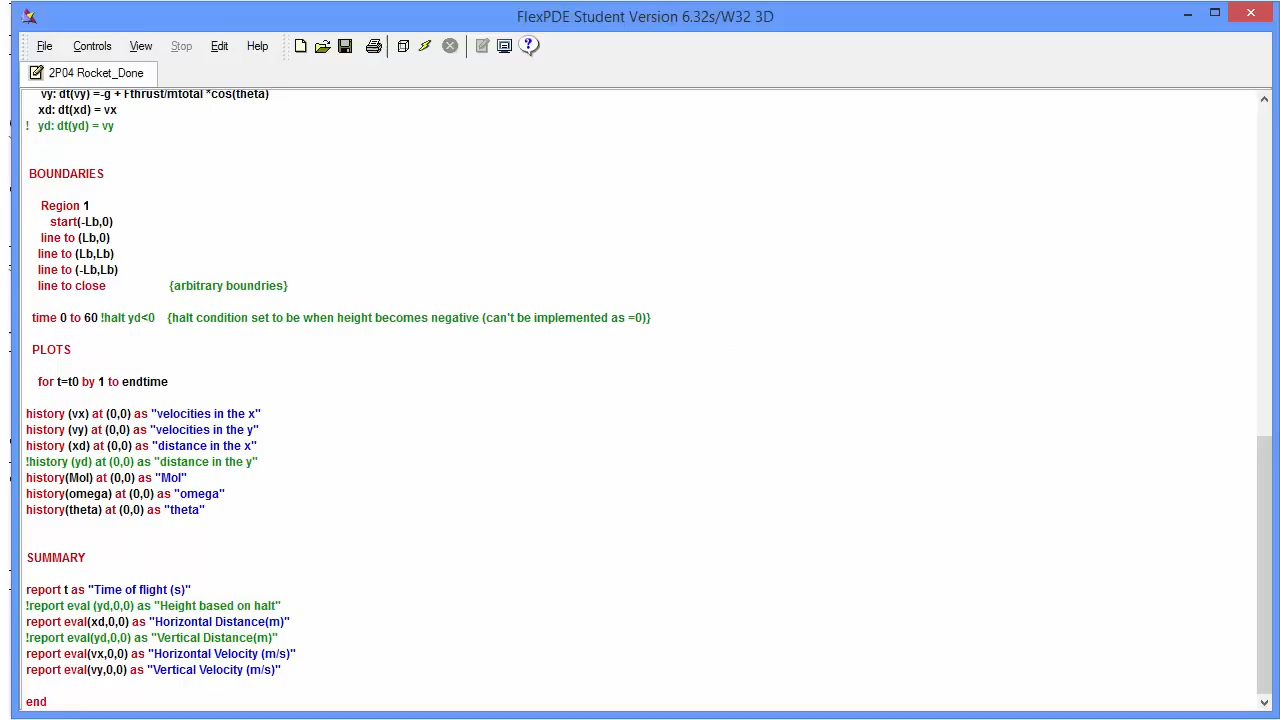 FlexPDE Student Version 6.32s/W32 3D
File Controls View Stop Edit Help
2P04 Rocket_Done
vy: dt(vy) =-g + Fthrust/mtotal *cos(theta)
xd: dt(xd) = vx
! yd: dt(yd) = vy
BOUNDARIES
Region 1
start(-Lb,0)
line to (Lb,0)
line to (Lb,Lb)
line to (-Lb,Lb)
line to close {arbitrary boundries}
time 0 to 60 !halt yd<0 {halt condition set to be when height becomes negative (can't be implemented as =0)}
PLOTS
for t=t0 by 1 to endtime
history (vx) at (0,0) as "velocities in the x"
history (vy) at (0,0) as "velocities in the y"
history (xd) at (0,0) as "distance in the x"
!history (yd) at (0,0) as "distance in the y"
history(Mol) at (0,0) as "Mol"
history(omega) at (0,0) as "omega"
history(theta) at (0,0) as "theta"
SUMMARY
report t as "Time of flight (s)"
!report eval (yd,0,0) as "Height based on halt"
report eval(xd,0,0) as "Horizontal Distance(m)"
!report eval(yd,0,0) as "Vertical Distance(m)"
report eval(vx,0,0) as "Horizontal Velocity (m/s)"
report eval(vy,0,0) as "Vertical Velocity (m/s)"
end